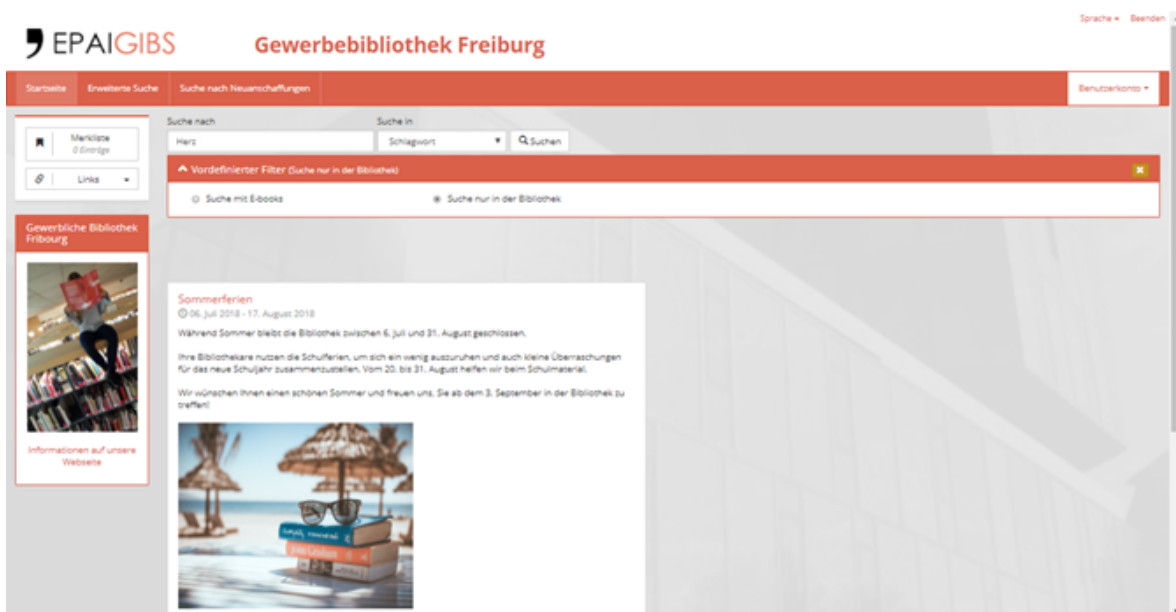 Sprache Beenden
EPAIGIBS
Gewerbebibliothek Freiburg
Startseite Erweiterte Suche Suche nach Neuanschaffungen Benutzerkonto
Merkliste
0 Einträge
Links
Suche nach Suche in
Herz Schlagwort Suchen
Vordefinierter Filter (Suche nur in der Bibliothek)
Suche mit E-books Suche nur in der Bibliothek
Gewerbliche Bibliothek
Fribourg
Informationen auf unsere
Webseite
Sommerferien
06. Juli 2018 - 17. August 2018
Während Sommer bleibt die Bibliothek zwischen 6. Juli und 31. August geschlossen.
Ihre Bibliothekare nutzen die Schulferien, um sich ein wenig auszuruhen und auch kleine Überraschungen
für das neue Schuljahr zusammenzustellen. Vom 20. bis 31. August helfen wir beim Schulmaterial.
Wir wünschen Ihnen einen schönen Sommer und freuen uns, Sie ab dem 3. September in der Bibliothek zu
treffen!